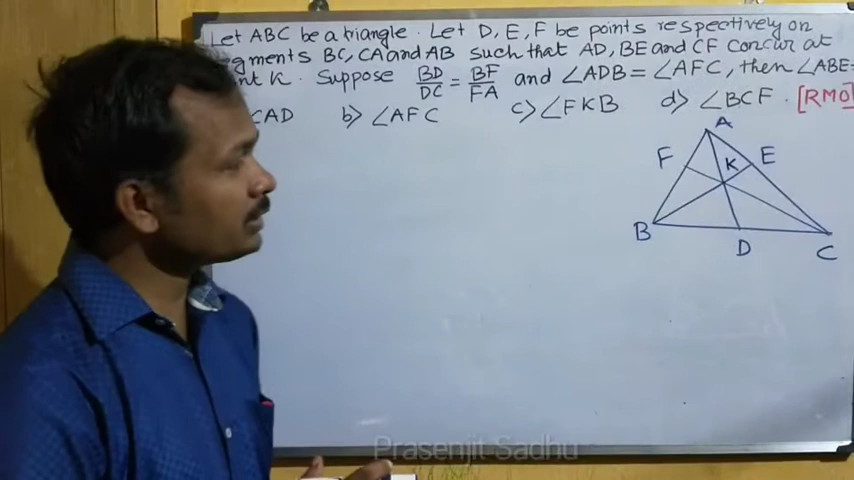 Let ABC be a triangle. Let D, E, F be points respectively on
segments BC, CA and AB such that AD, BE and CF concur at
K. Suppose BD/DC = BF/FA and ∠ADB = ∠AFC, then ∠ABE=
CAD b> ∠AFC c> ∠FKB d> ∠BCF. [RMO
A
F K E
B D C
Prasenjit Sadhu